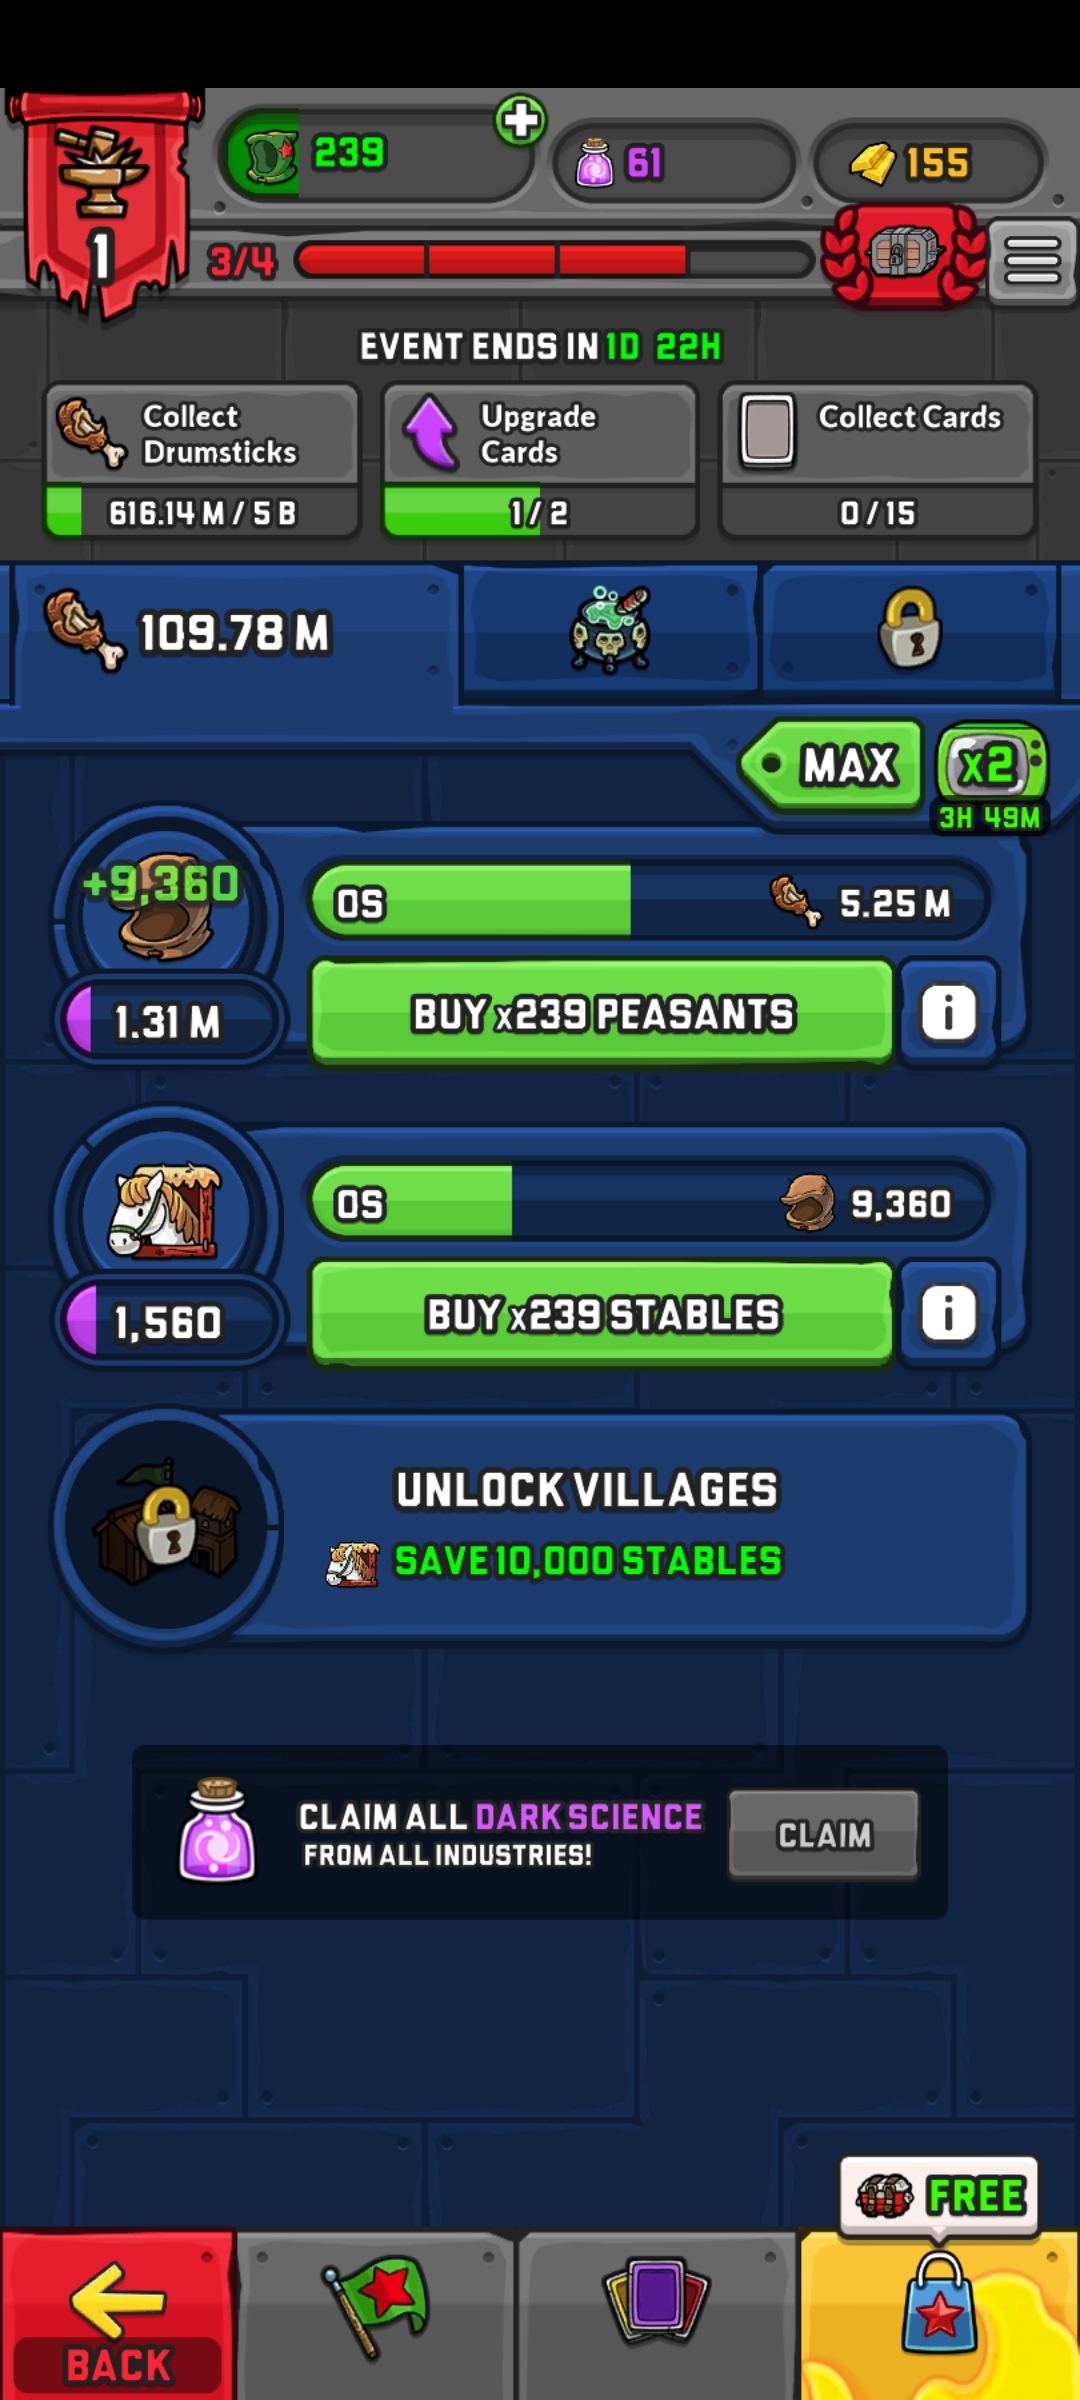 239
61
155
1
3/4
EVENT ENDS IN 1D 22H
Collect
Drumsticks
616.14 M / 5 B
Upgrade
Cards
1 / 2
Collect Cards
0 / 15
109.78 M
MAX
x2
3H 49M
+9,360
0S
5.25 M
1.31 M
BUY x239 PEASANTS
i
0S
9,360
1,560
BUY x239 STABLES
i
UNLOCK VILLAGES
SAVE 10,000 STABLES
CLAIM ALL DARK SCIENCE
FROM ALL INDUSTRIES!
CLAIM
FREE
BACK